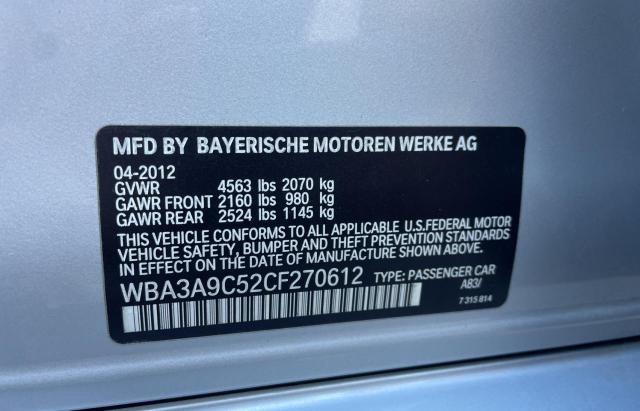 MFD BY BAYERISCHE MOTOREN WERKE AG
04-2012
GVWR 4563 lbs 2070 kg
GAWR FRONT 2160 lbs 980 kg
GAWR REAR 2524 lbs 1145 kg
THIS VEHICLE CONFORMS TO ALL APPLICABLE U.S.FEDERAL MOTOR
VEHICLE SAFETY, BUMPER AND THEFT PREVENTION STANDARDS
IN EFFECT ON THE DATE OF MANUFACTURE SHOWN ABOVE.
WBA3A9C52CF270612 TYPE: PASSENGER CAR
A83/
7 315 814